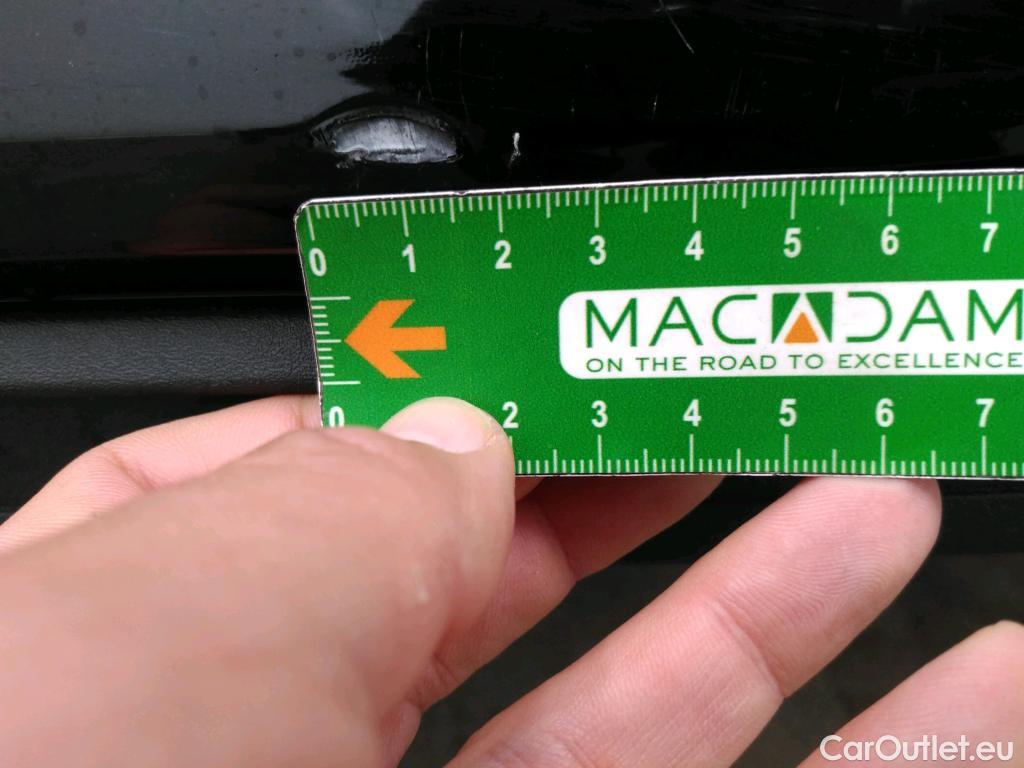 0 1 2 3 4 5 6 7
MACADAM
ON THE ROAD TO EXCELLENCE
0 2 3 4 5 6 7
CarOutlet.eu